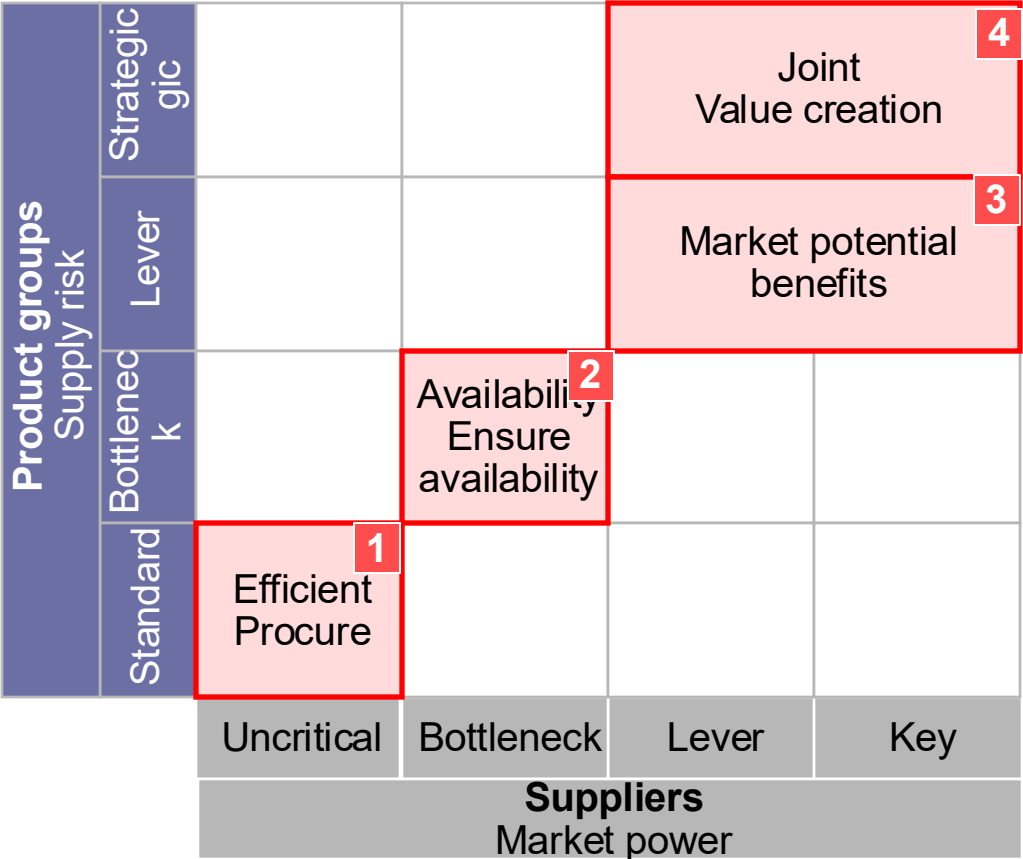 Product groups
Supply risk
Strategic
gic
Lever
Bottlenec
k
Standard
4
Joint
Value creation
3
Market potential
benefits
2
Availability
Ensure
availability
1
Efficient
Procure
Uncritical
Bottleneck
Lever
Key
Suppliers
Market power